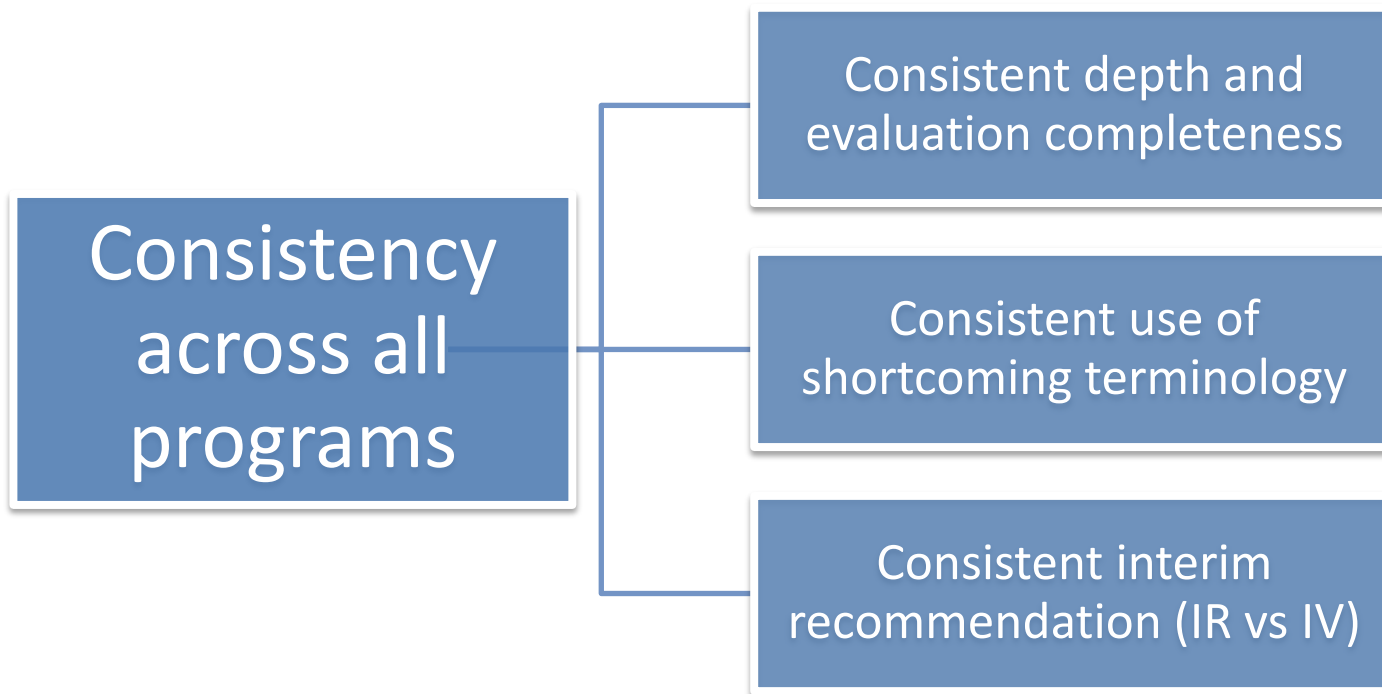 Consistency
across all
programs
Consistent depth and
evaluation completeness
Consistent use of
shortcoming terminology
Consistent interim
recommendation (IR vs IV)